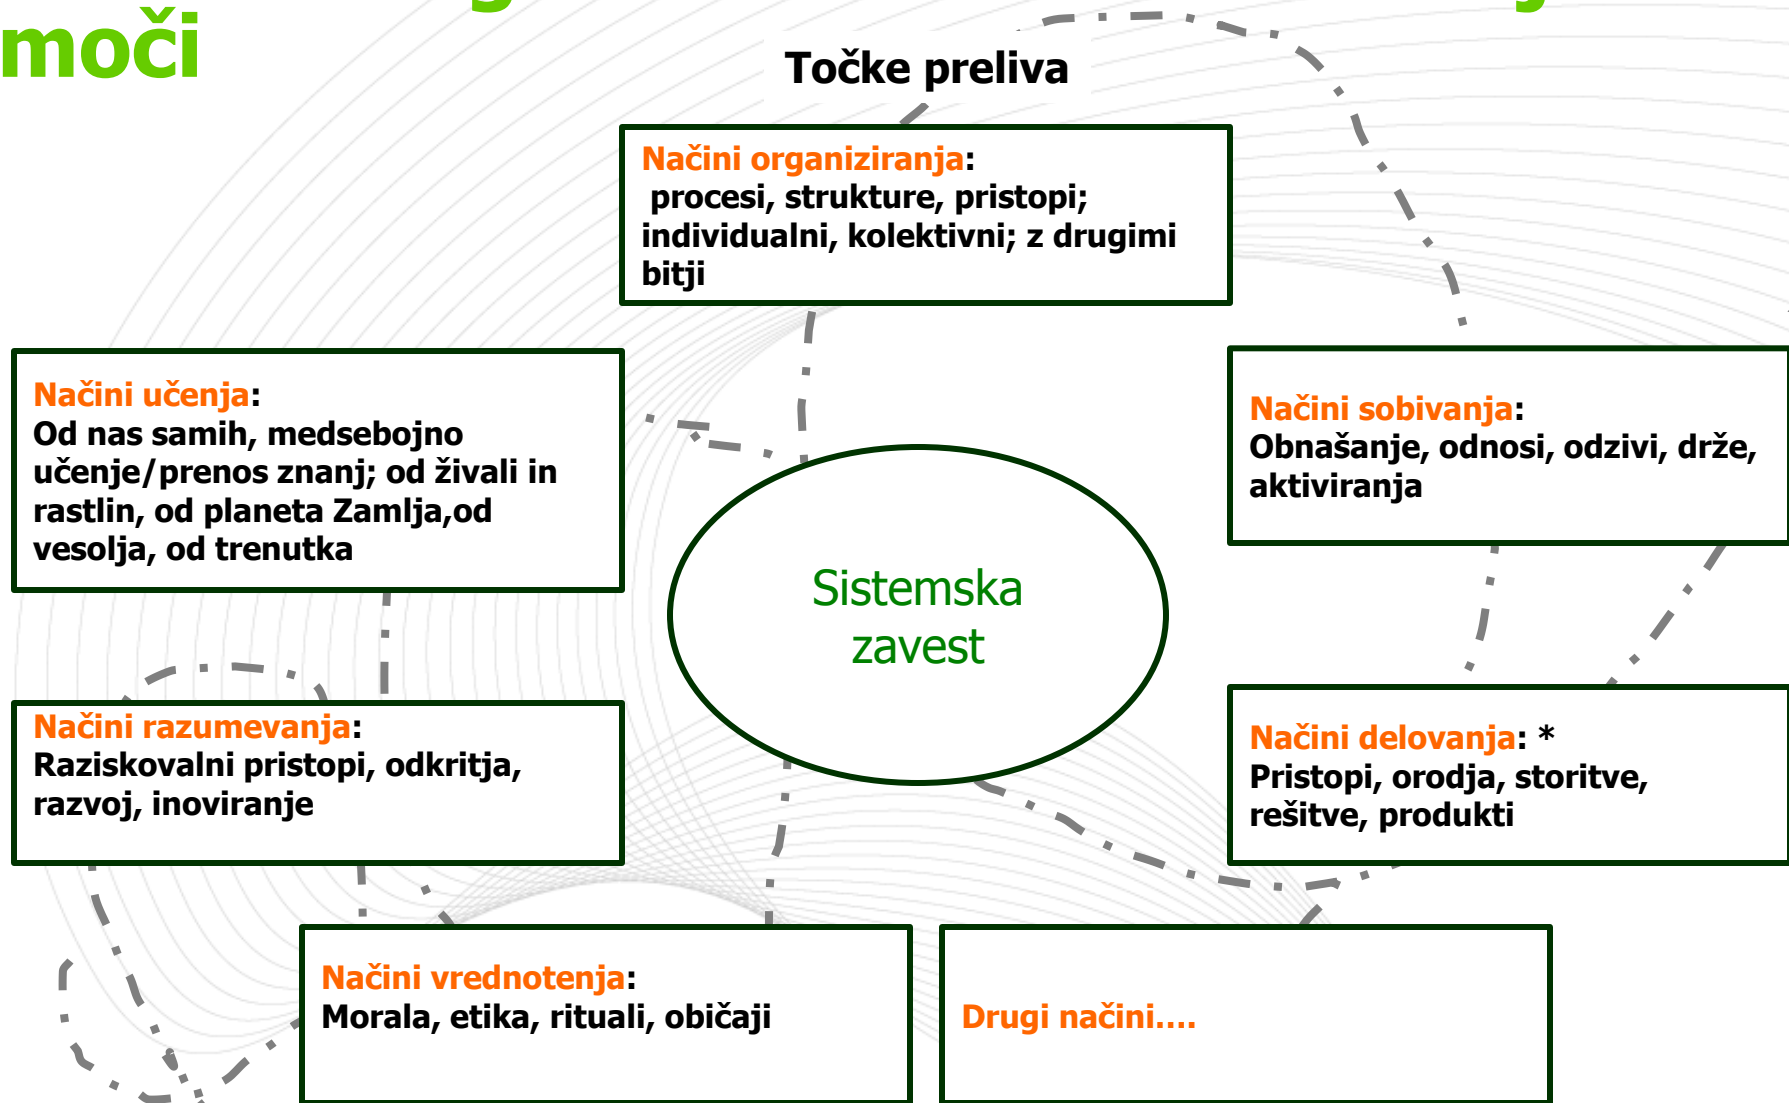 moči
Točke preliva
Načini organiziranja:
procesi, strukture, pristopi;
individualni, kolektivni; z drugimi
bitji
Načini učenja:
Od nas samih, medsebojno
učenje/prenos znanj; od živali in
rastlin, od planeta Zamlja,od
vesolja, od trenutka
Načini sobivanja:
Obnašanje, odnosi, odzivi, drže,
aktiviranja
Sistemska
zavest
Načini razumevanja:
Raziskovalni pristopi, odkritja,
razvoj, inoviranje
Načini delovanja: *
Pristopi, orodja, storitve,
rešitve, produkti
Načini vrednotenja:
Morala, etika, rituali, običaji
Drugi načini....